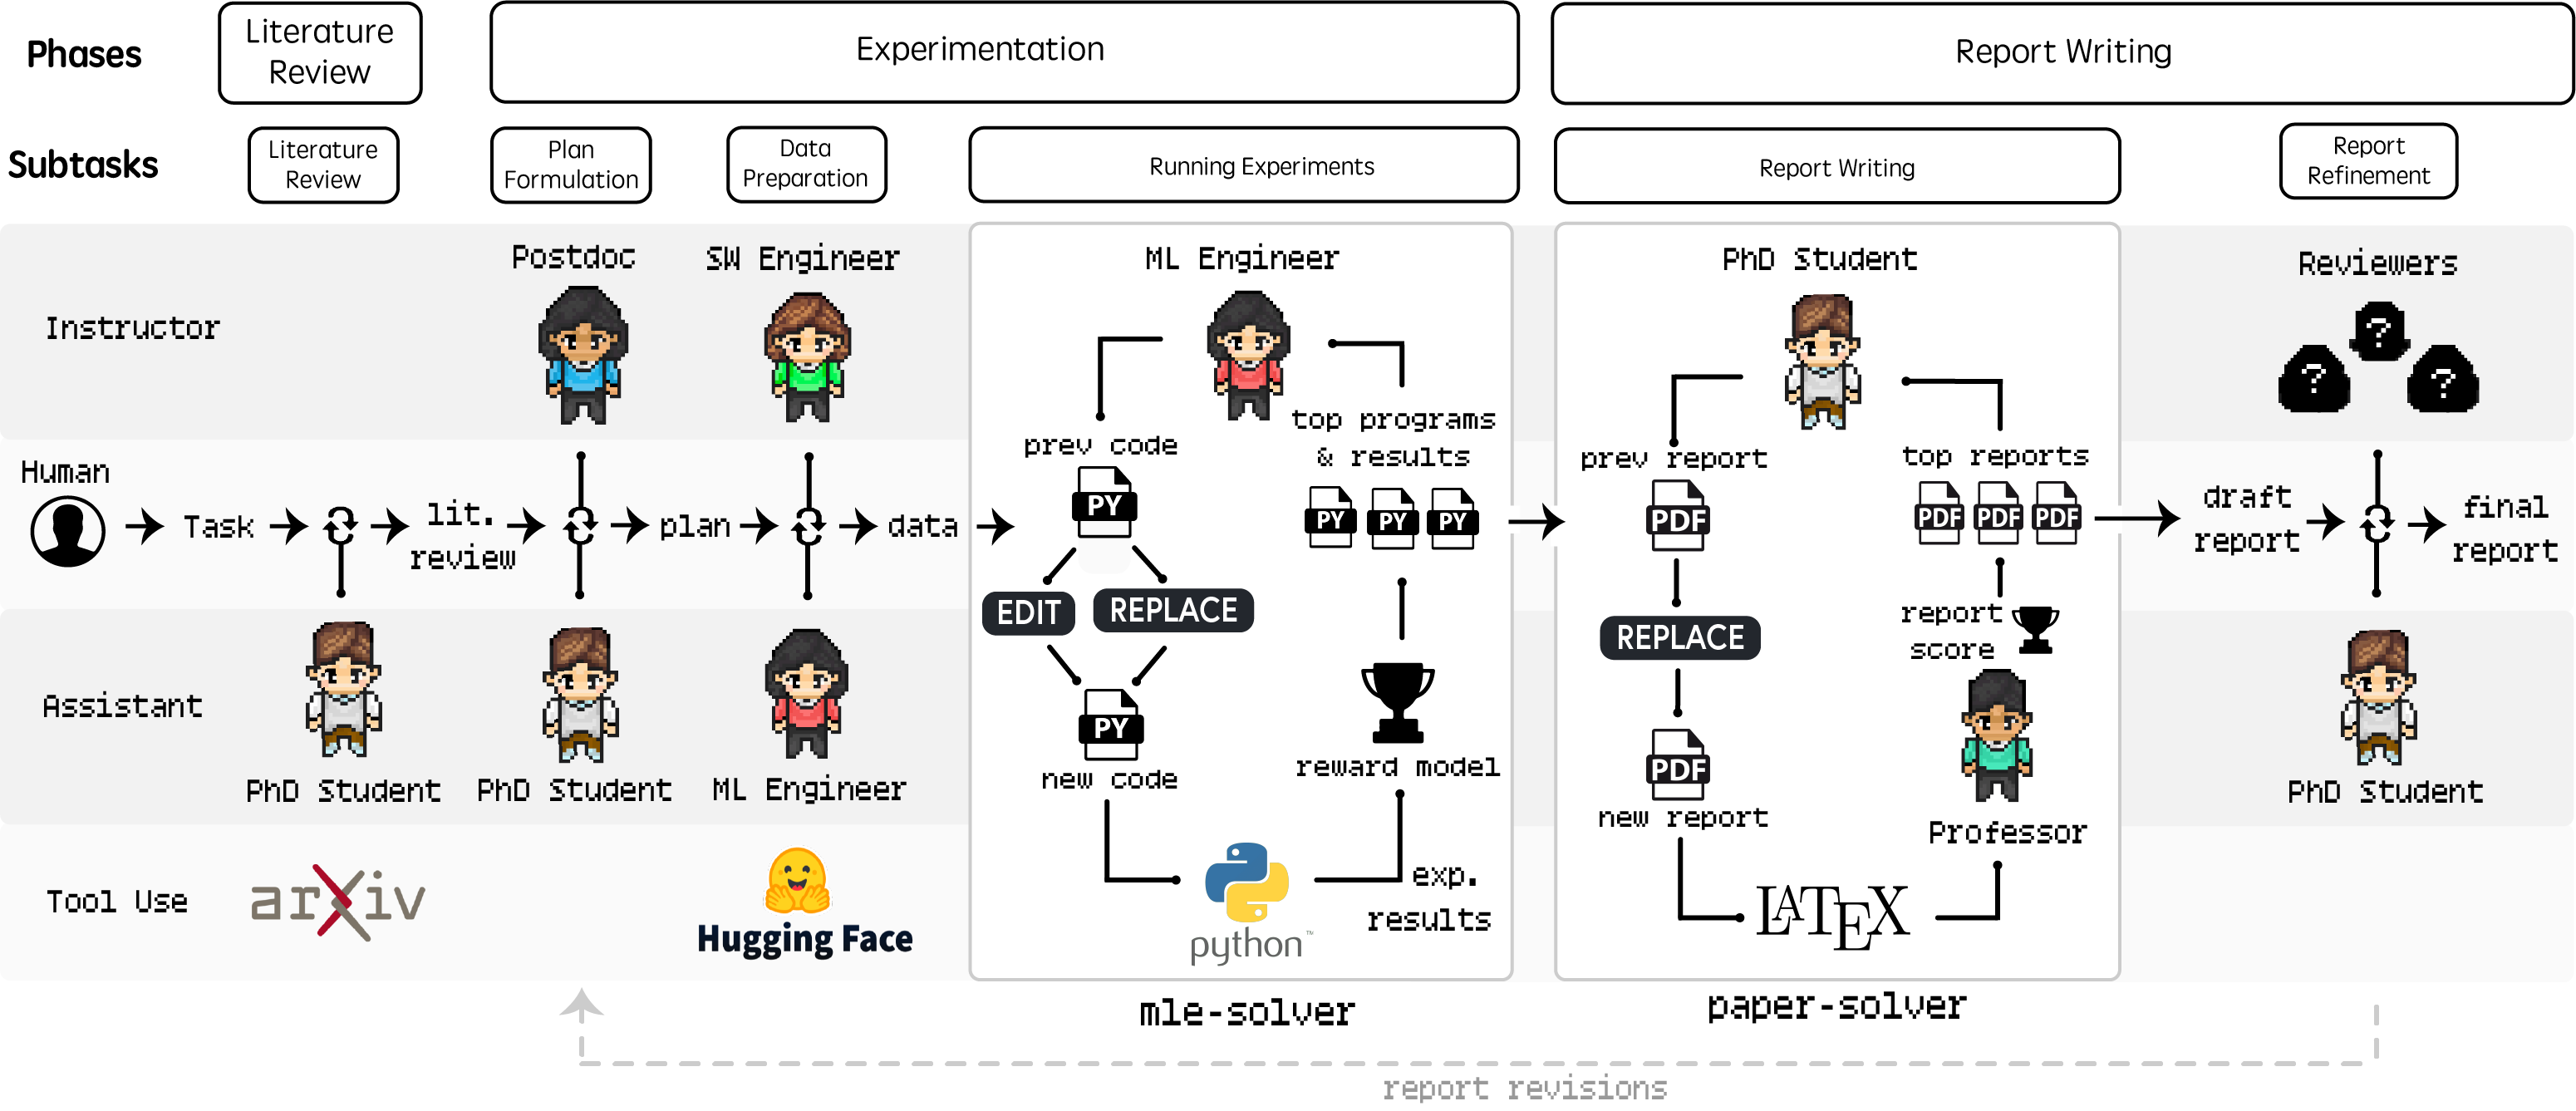 Phases
Literature
Review
Experimentation
Report Writing
Subtasks
Literature
Review
Plan
Formulation
Data
Preparation
Running Experiments
Report Writing
Report
Refinement
Instructor
Postdoc
SW Engineer
ML Engineer
PhD Student
Reviewers
? ? ?
Human
Task
lit.
review
plan
data
prev code
PY
EDIT
REPLACE
PY
new code
top programs
& results
PY PY PY
reward model
exp.
results
python™
prev report
PDF
REPLACE
PDF
new report
top reports
PDF PDF PDF
report
score
Professor
LATEX
draft
report
final
report
Assistant
PhD Student
PhD Student
ML Engineer
PhD Student
Tool Use
arXiv
Hugging Face
mle-solver
paper-solver
report revisions